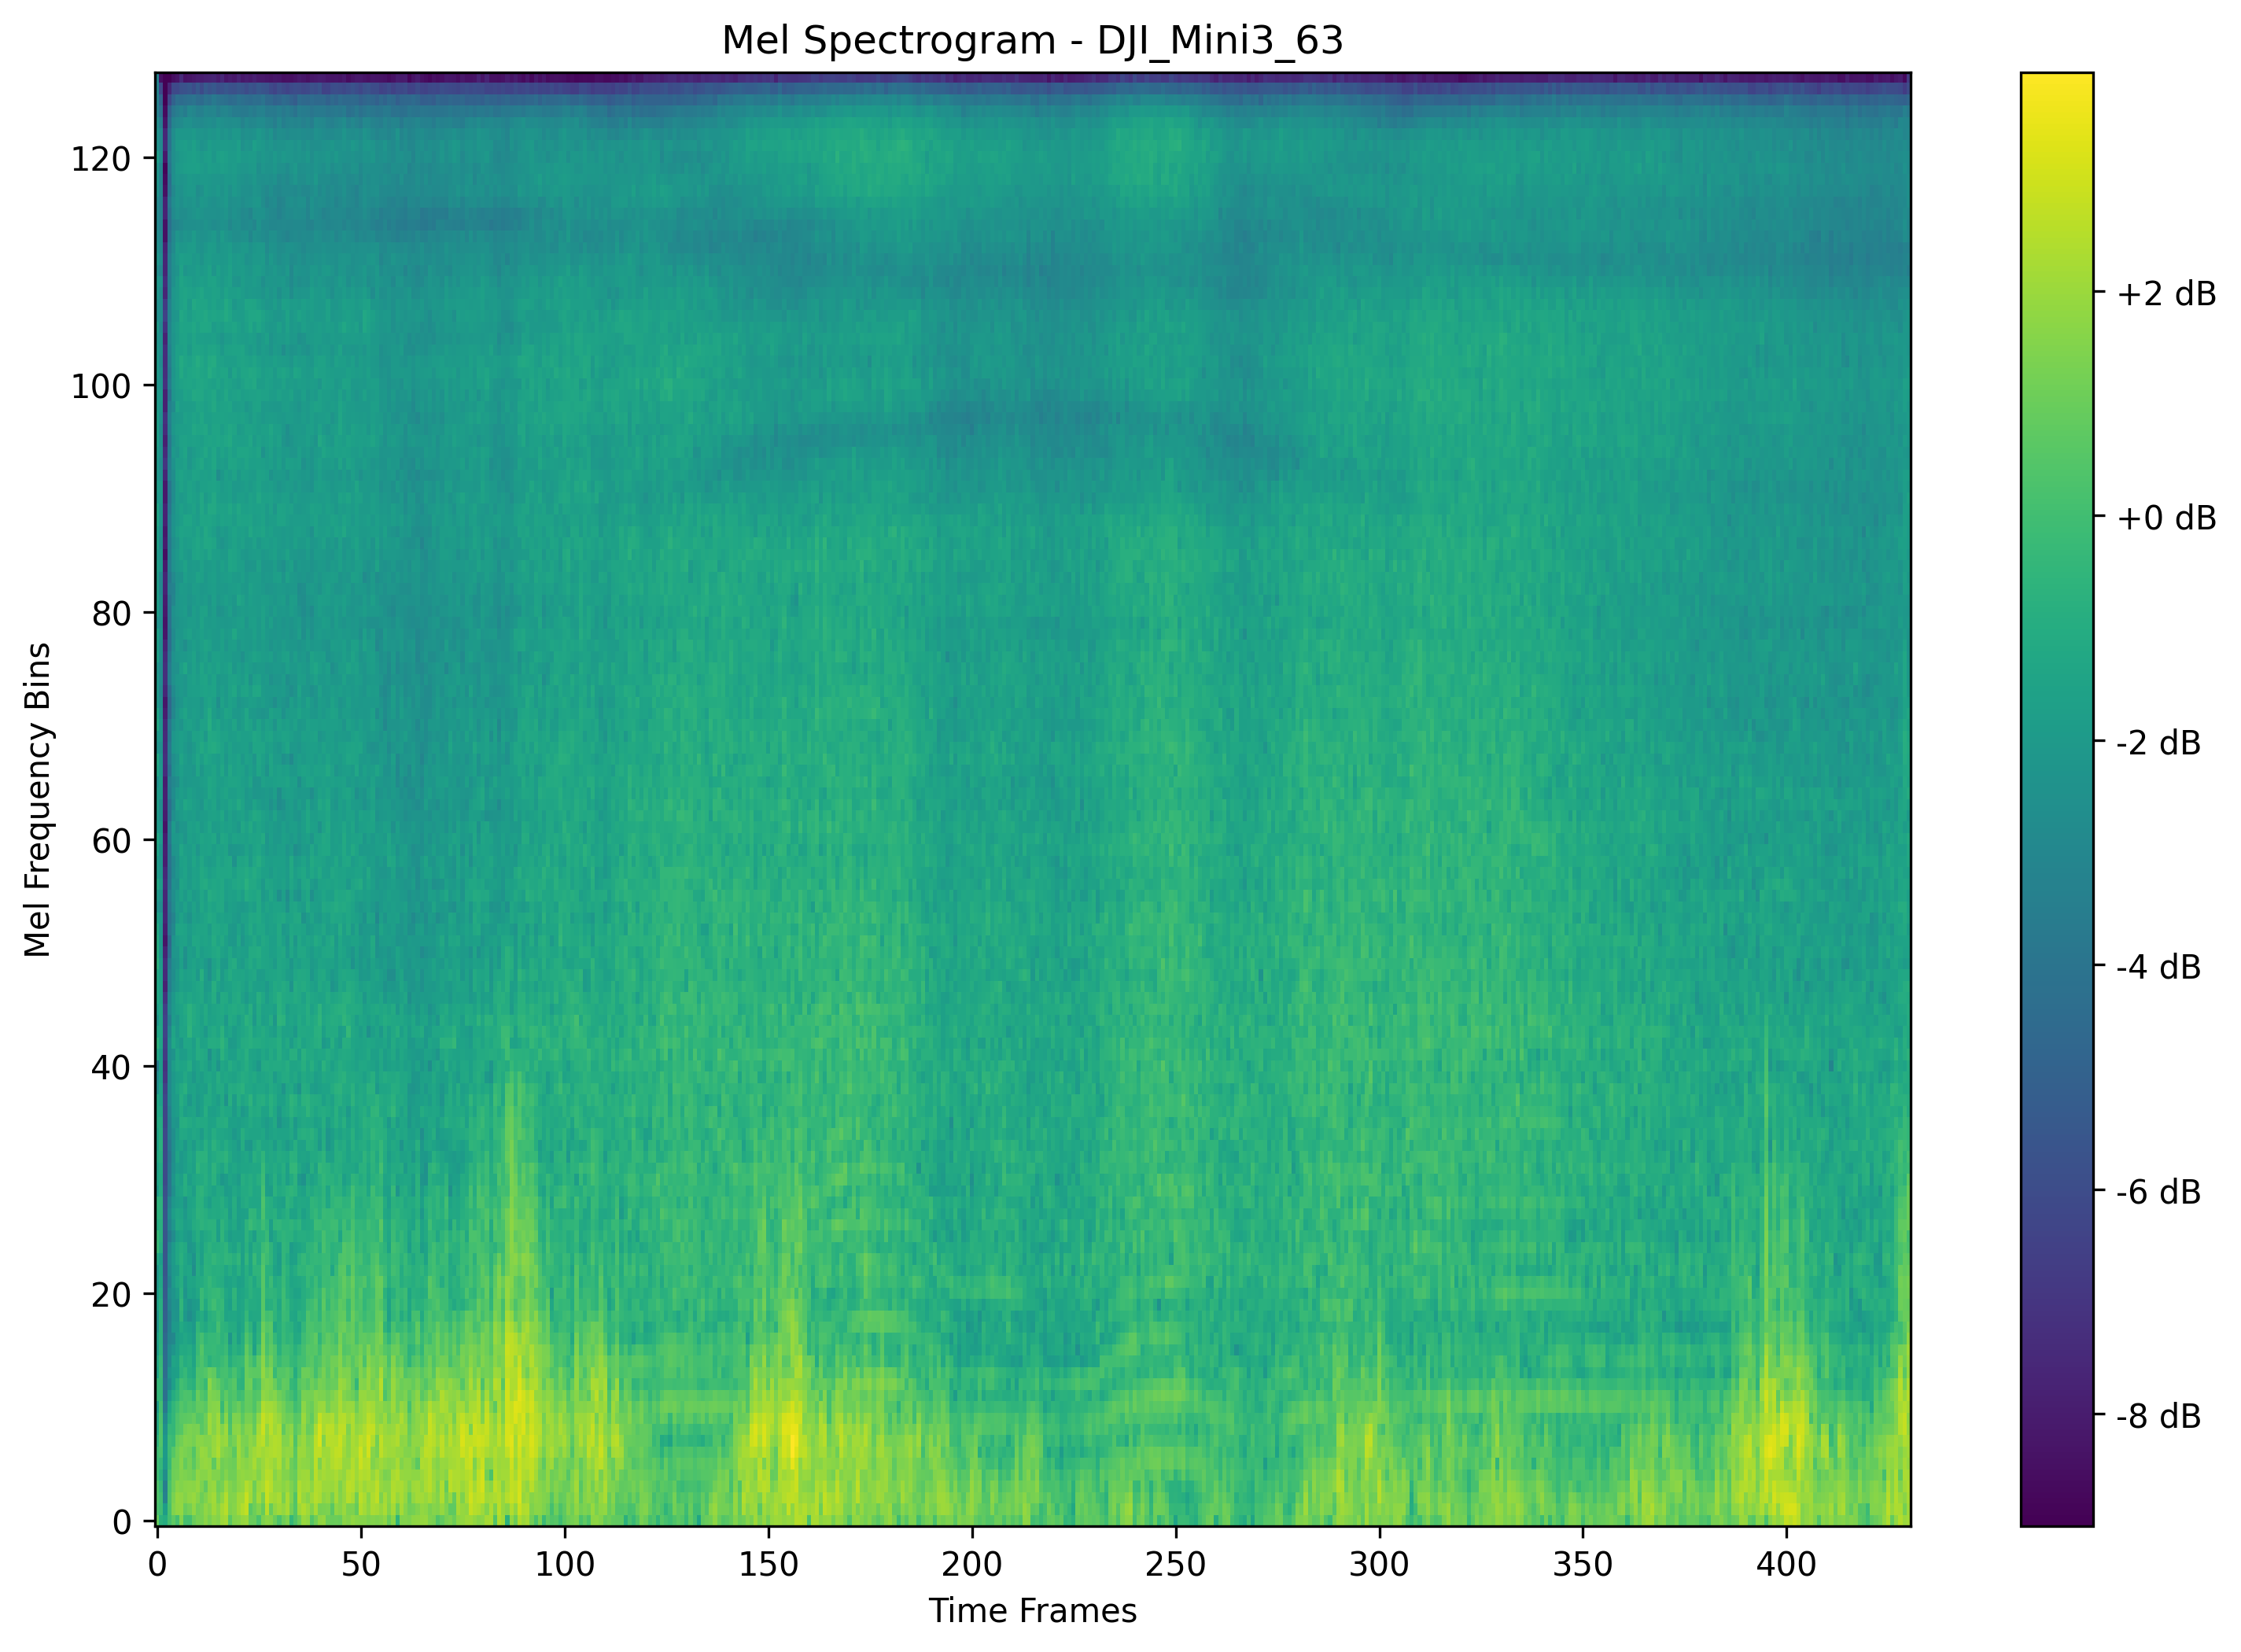 Mel Spectrogram - DJI_Mini3_63
Mel Frequency Bins
120
100
80
60
40
20
0
0 50 100 150 200 250 300 350 400
Time Frames
+2 dB
+0 dB
-2 dB
-4 dB
-6 dB
-8 dB